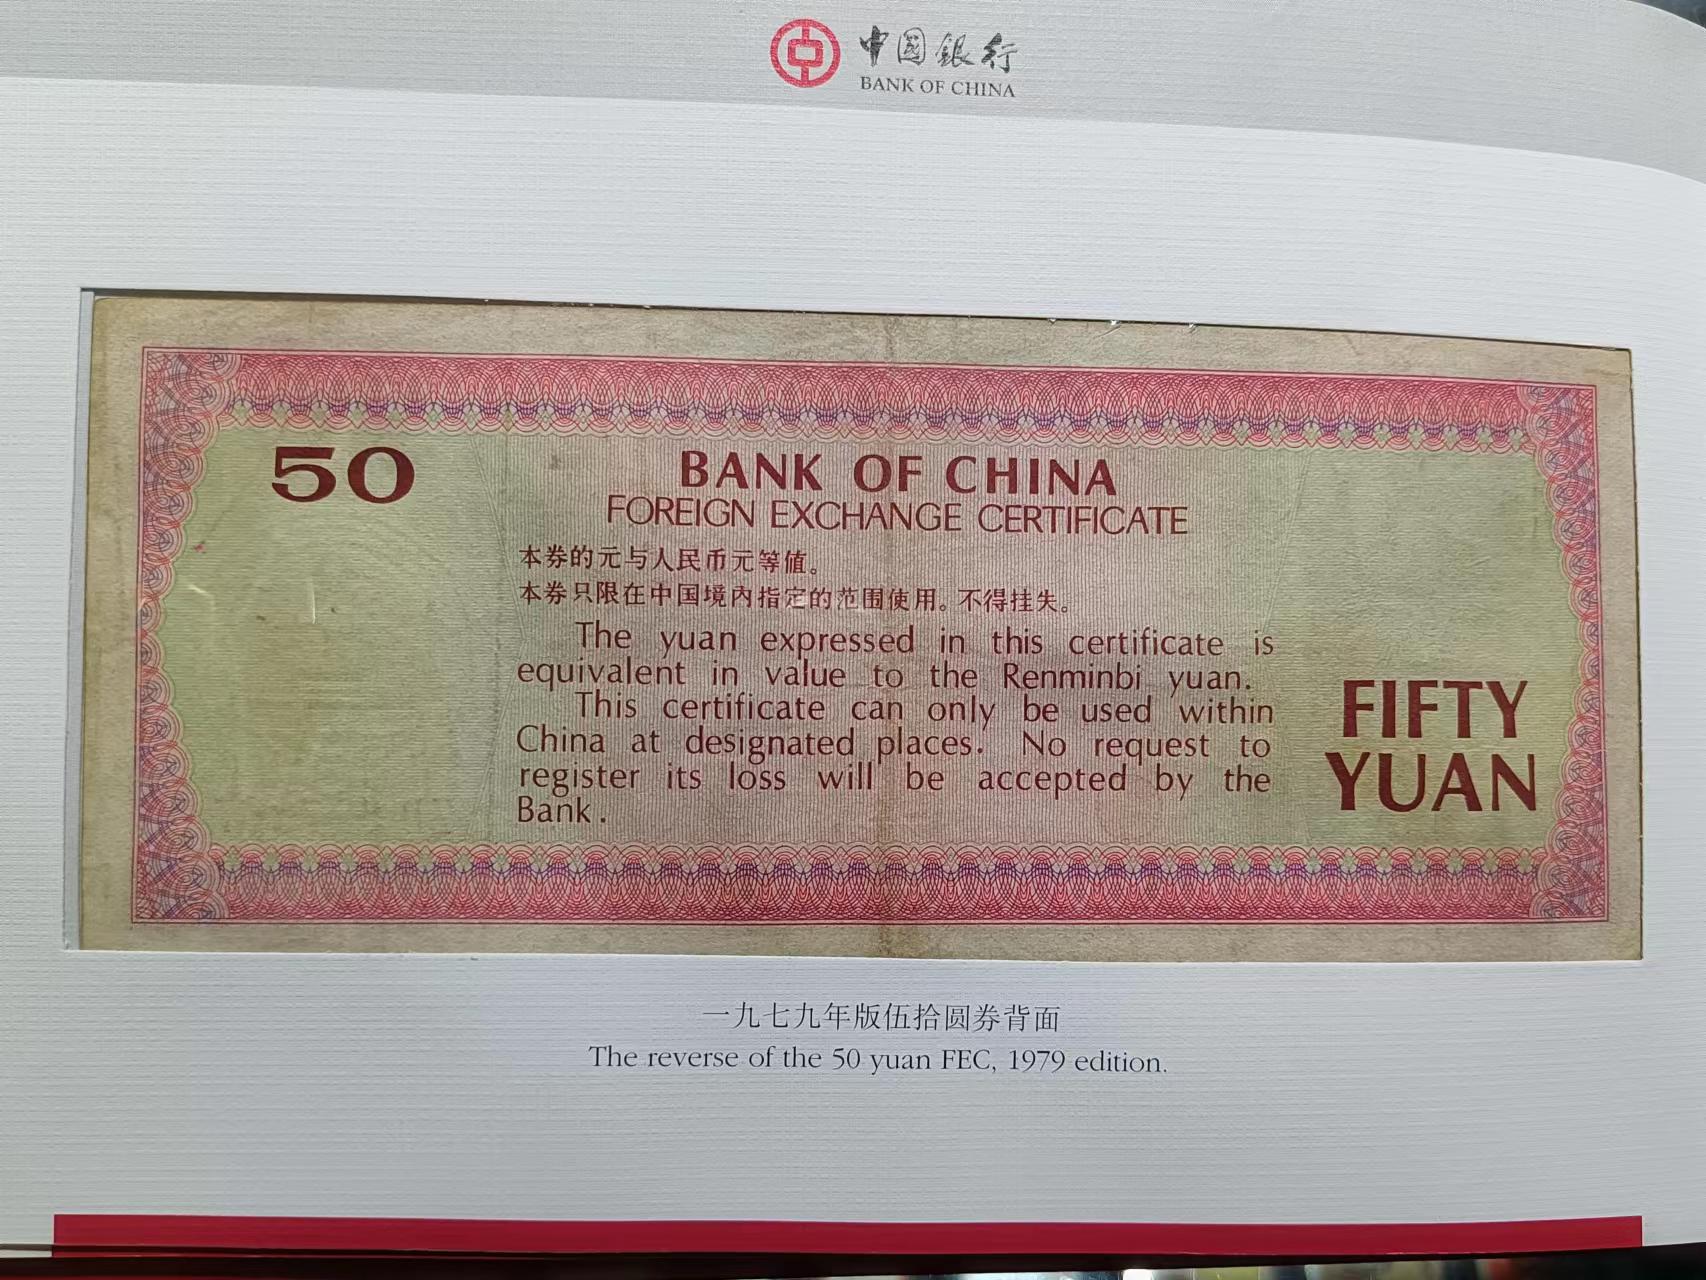 中国銀行
BANK OF CHINA
50
BANK OF CHINA
FOREIGN EXCHANGE CERTIFICATE
本券的元与人民币元等值。
本券只限在中国境内指定的范围使用。不得挂失。
The yuan expressed in this certificate is
equivalent in value to the Renminbi yuan.
This certificate can only be used within
China at designated places. No request to
register its loss will be accepted by the
Bank.
FIFTY
YUAN
一九七九年版伍拾圆券背面
The reverse of the 50 yuan FEC, 1979 edition.